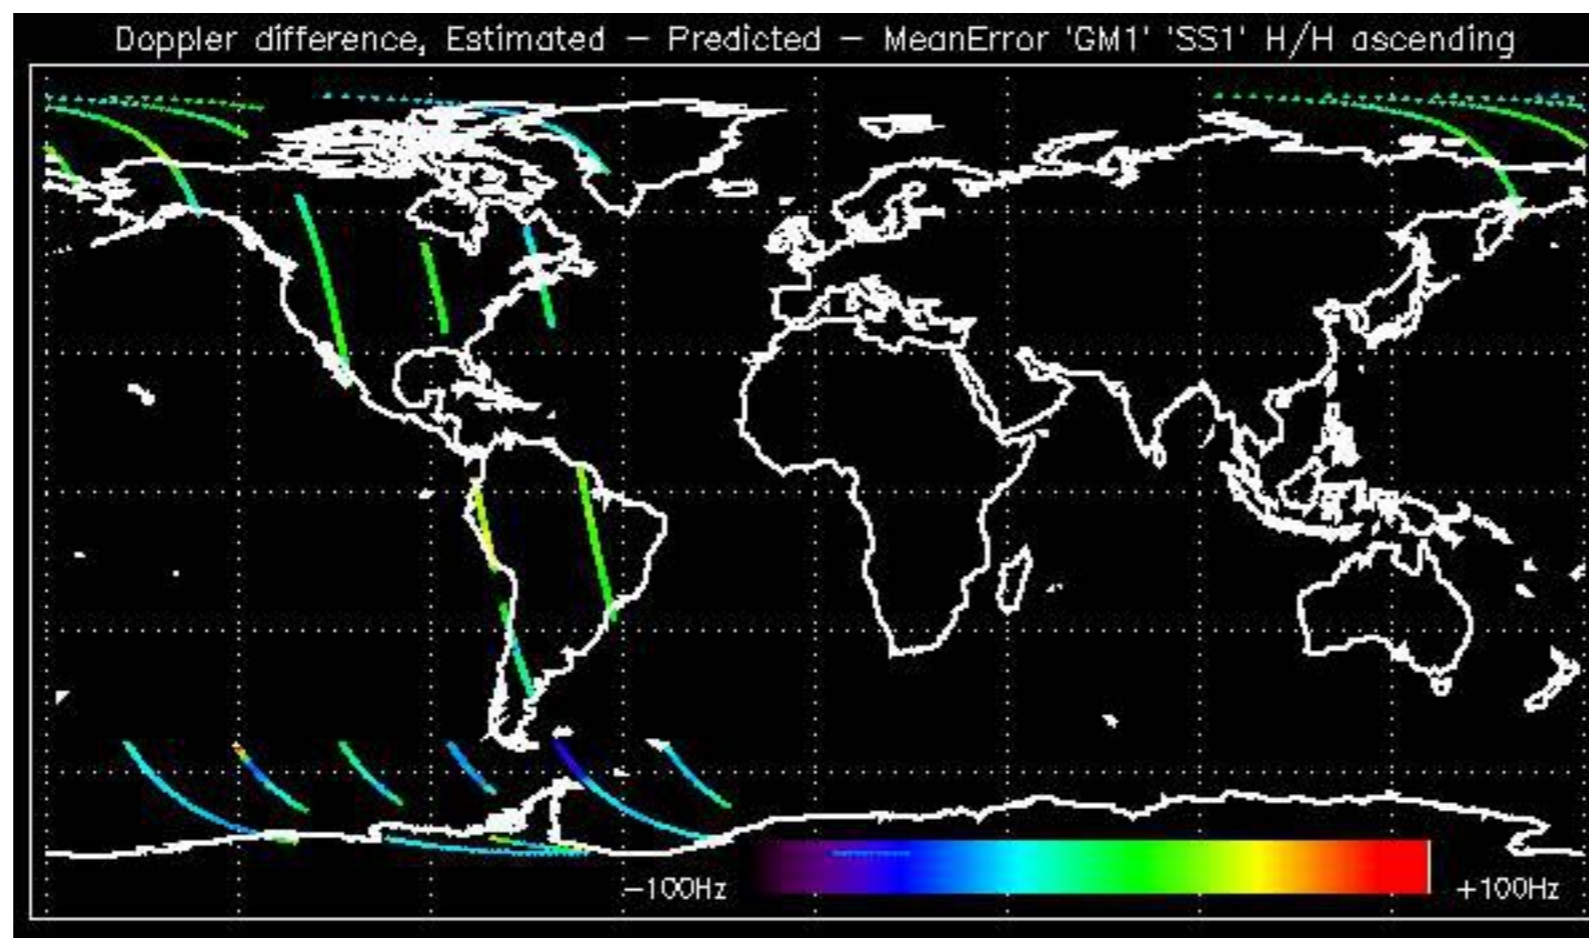 Doppler difference, Estimated – Predicted – MeanError 'GM1' 'SS1' H/H ascending
–100Hz
+100Hz